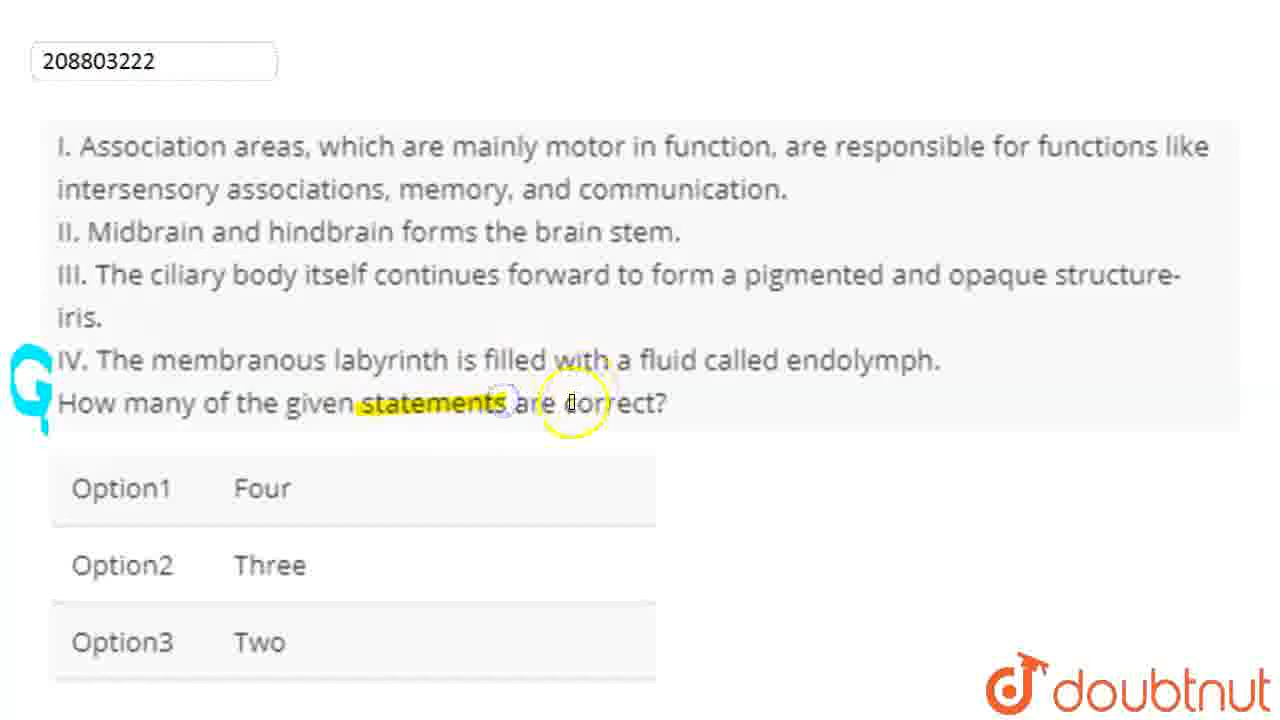 208803222
I. Association areas, which are mainly motor in function, are responsible for functions like
intersensory associations, memory, and communication.
II. Midbrain and hindbrain forms the brain stem.
III. The ciliary body itself continues forward to form a pigmented and opaque structure-
iris.
IV. The membranous labyrinth is filled with a fluid called endolymph.
How many of the given statements are correct?
Option1 Four
Option2 Three
Option3 Two
doubtnut